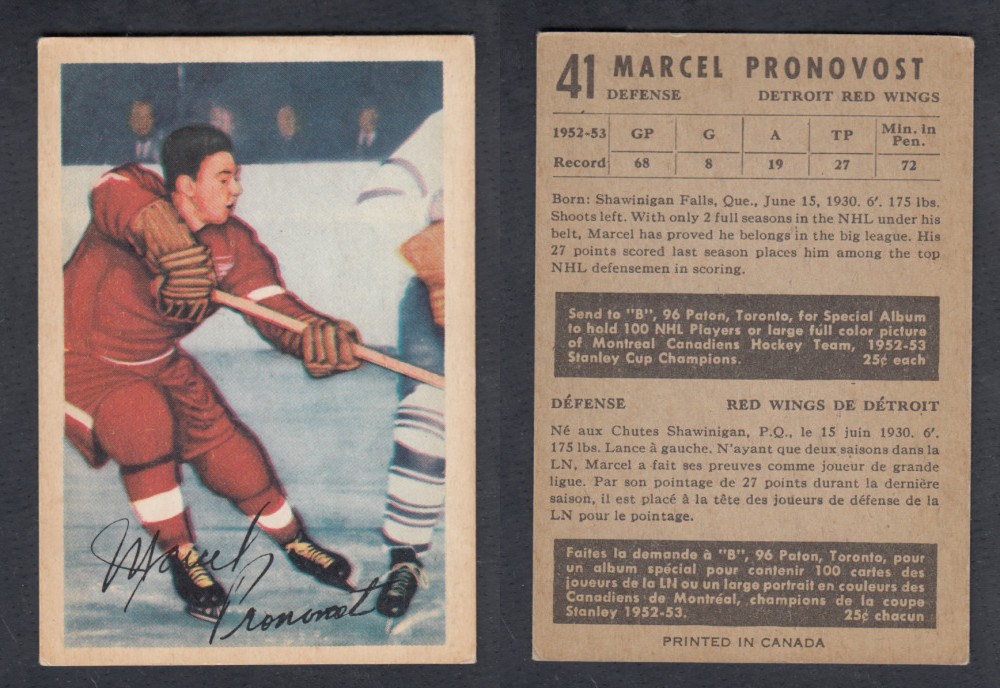 Marcel
Pronovost
41 MARCEL PRONOVOST
DEFENSE DETROIT RED WINGS
1952-53 GP G A TP Min. in Pen.
Record 68 8 19 27 72
Born: Shawinigan Falls, Que., June 15, 1930. 6'. 175 lbs.
Shoots left. With only 2 full seasons in the NHL under his
belt, Marcel has proved he belongs in the big league. His
27 points scored last season places him among the top
NHL defensemen in scoring.
Send to "B", 96 Paton, Toronto, for Special Album
to hold 100 NHL Players or large full color picture
of Montreal Canadiens Hockey Team, 1952-53
Stanley Cup Champions. 25¢ each
DÉFENSE RED WINGS DE DÉTROIT
Né aux Chutes Shawinigan, P.Q., le 15 juin 1930. 6'.
175 lbs. Lance à gauche. N'ayant que deux saisons dans la
LN, Marcel a fait ses preuves comme joueur de grande
ligue. Par son pointage de 27 points durant la dernière
saison, il est placé à la tête des joueurs de défense de la
LN pour le pointage.
Faites la demande à "B", 96 Paton, Toronto, pour
un album spécial pour contenir 100 cartes des
joueurs de la LN ou un large portrait en couleurs des
Canadiens de Montréal, champions de la coupe
Stanley 1952-53. 25¢ chacun
PRINTED IN CANADA